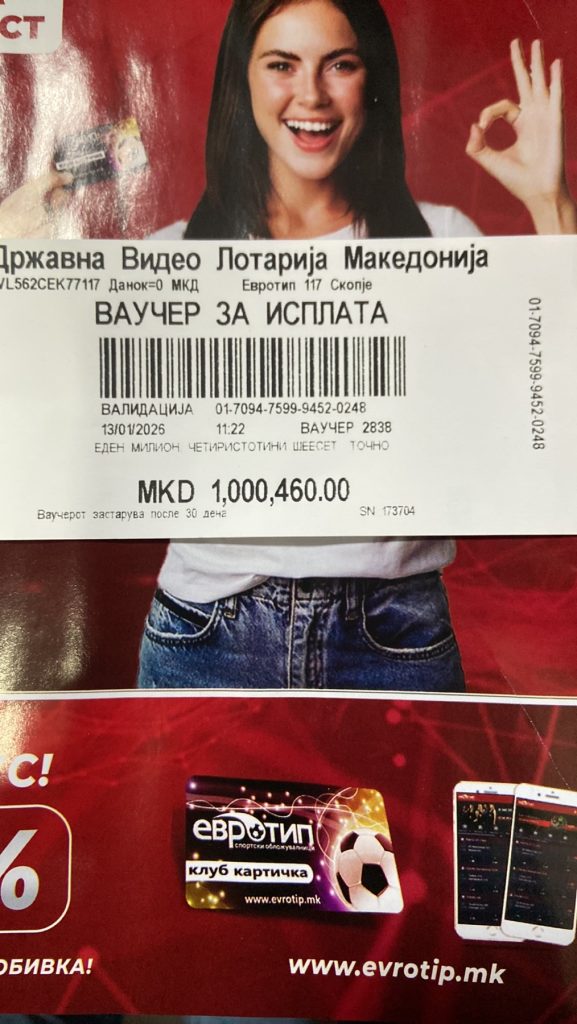 СТ
Државна Видео Лотарија Македонија
VL562CEK77117 Данок=0 МКД Евротип 117 Скопје
ВАУЧЕР ЗА ИСПЛАТА
ВАЛИДАЦИЈА 01-7094-7599-9452-0248
13/01/2026 11:22 ВАУЧЕР 2838
ЕДЕН МИЛИОН, ЧЕТИРИСТОТИНИ ШЕЕСЕТ ТОЧНО
MKD 1,000,460.00
Ваучерот застарува после 30 дена SN 173704
01-7094-7599-9452-0248
С!
%
ОБИВКА!
евротип
спортски обложувалници
клуб картичка
www.evrotip.mk
www.evrotip.mk